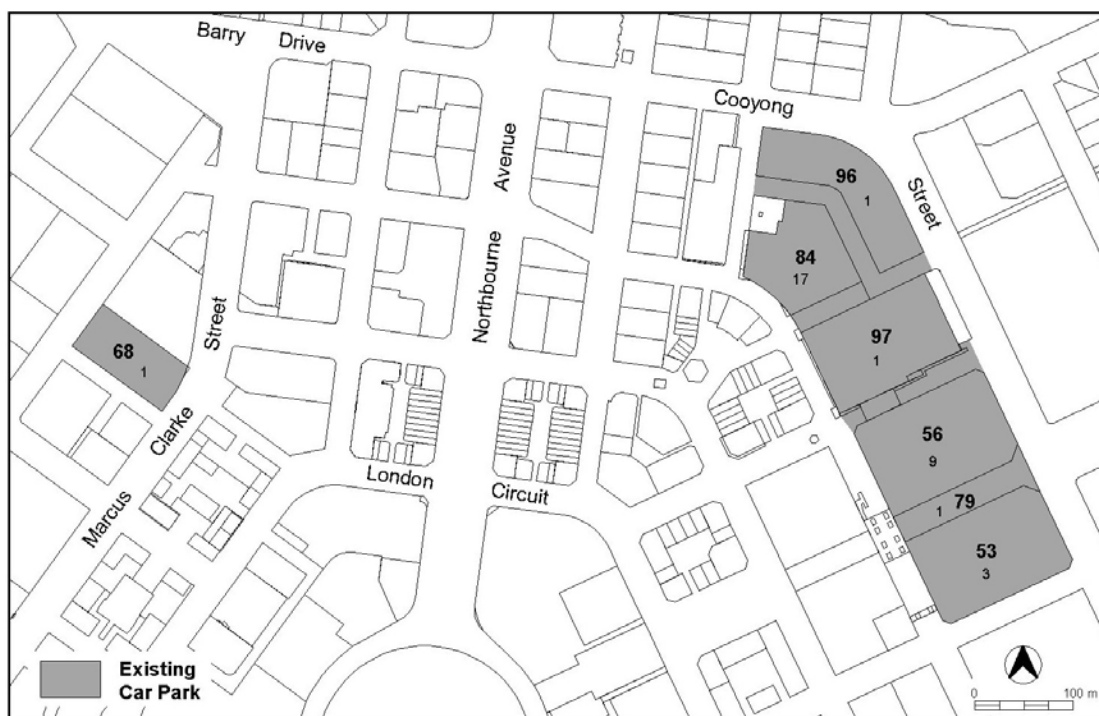 Barry Drive
Cooyong
Street
Avenue
Northbourne
Street
Clarke
Marcus
London Circuit
96
1
84
17
97
1
68
1
56
9
79
1
53
3
Existing
Car Park
0 100 m